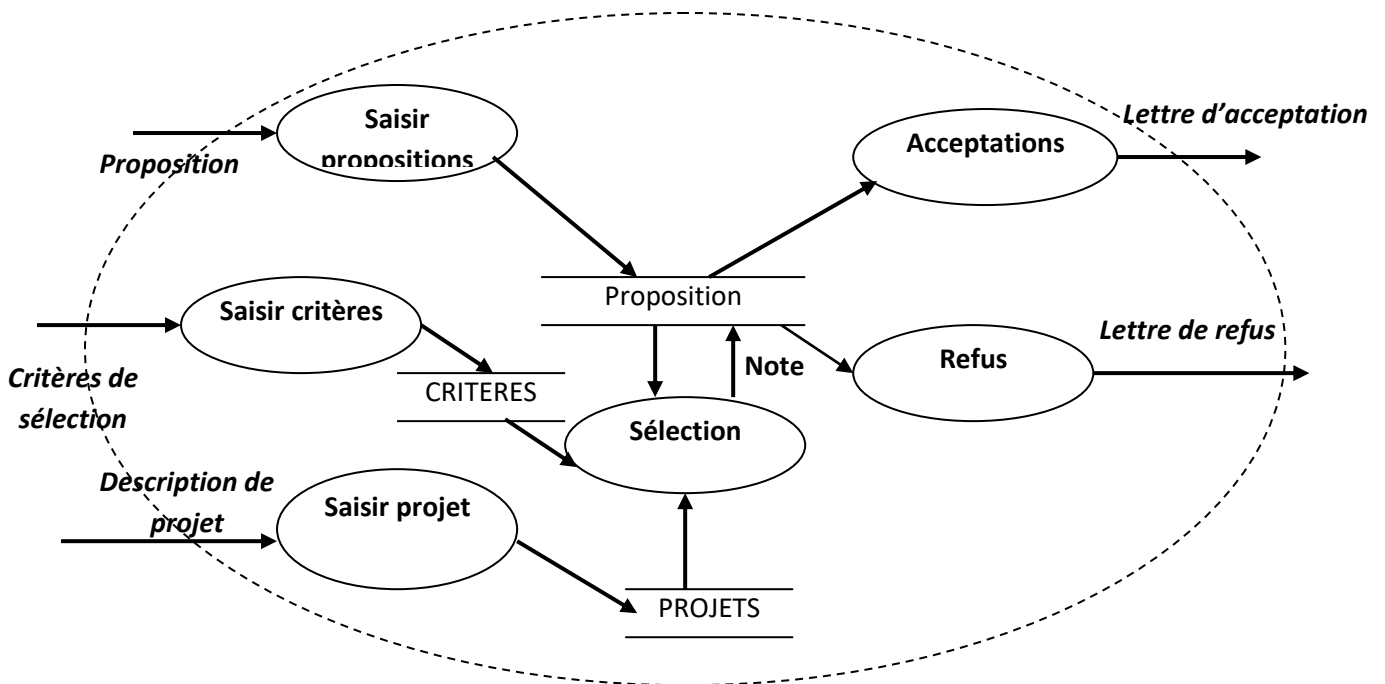 Saisir
propositions
Proposition
Acceptations
Lettre d’acceptation
Saisir critères
Critères de
sélection
Proposition
CRITERES
Note
Sélection
Refus
Lettre de refus
Description de
projet
Saisir projet
PROJETS